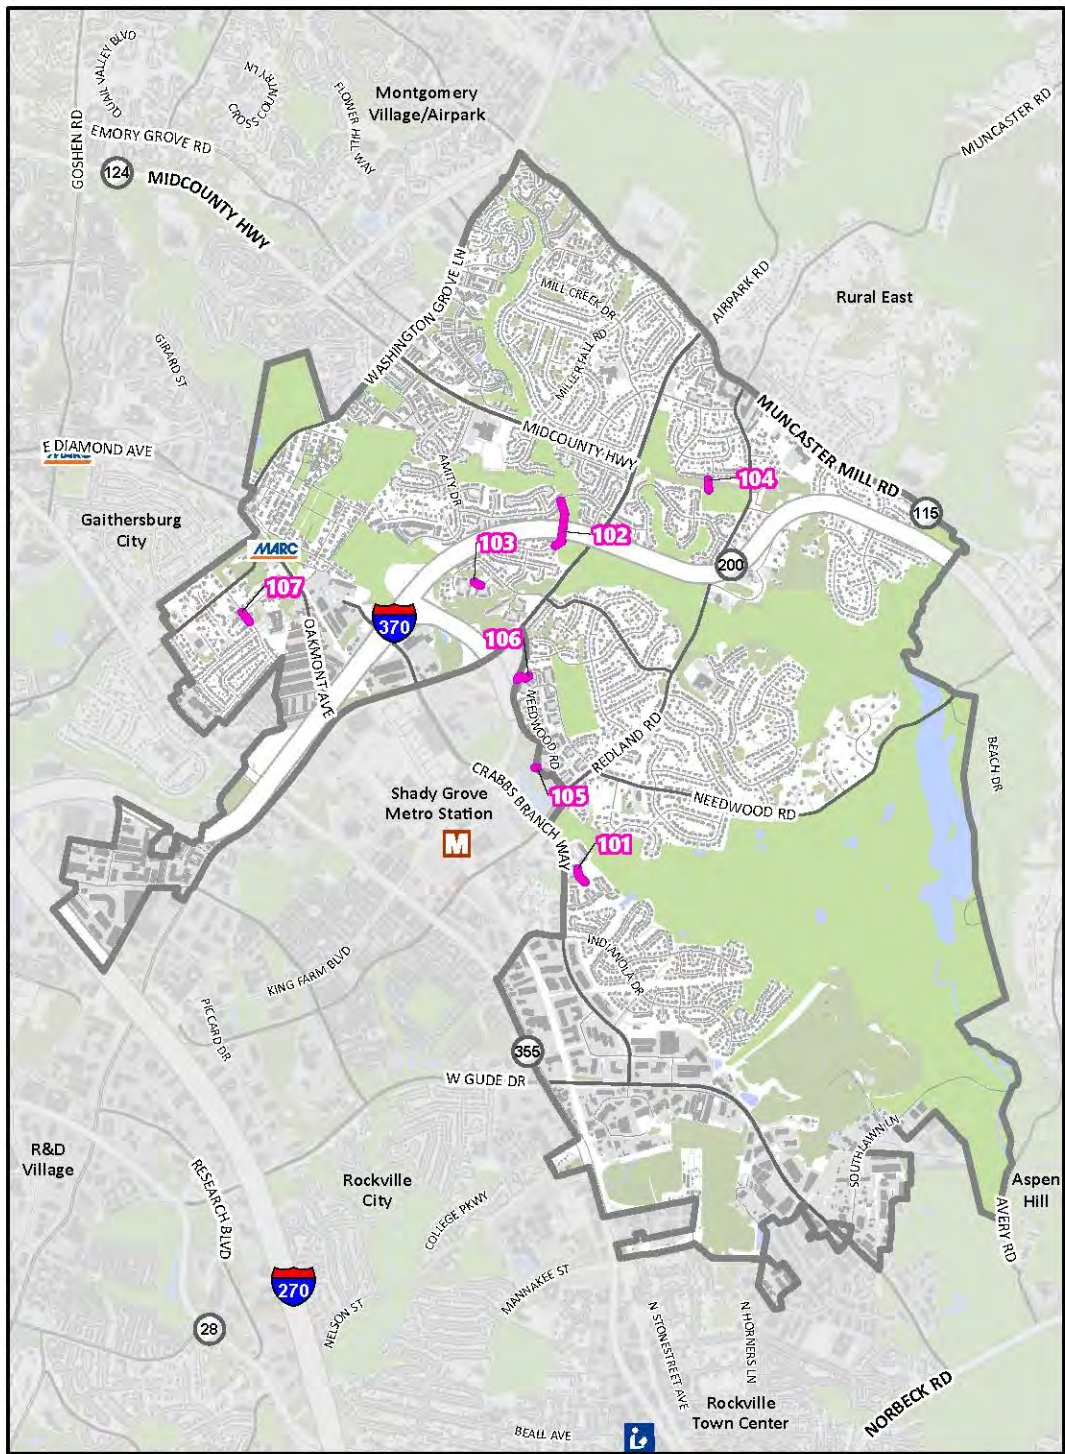 QUAIL VALLEY BLVD
CROSS COUNTRY LN
FLOWER HILL WAY
Montgomery
Village/Airpark
MUNCASTER RD
GOSHEN RD
EMORY GROVE RD
124
MIDCOUNTY HWY
WASHINGTON GROVE LN
MILL CREEK DR
AIRPARK RD
Rural East
GIRARD ST
MILLERFALL RD
MUNCASTER MILL RD
E DIAMOND AVE
MARC
MIDCOUNTY HWY
AMITY DR
104
115
Gaithersburg
City
MARC
103
102
200
107
370
OAKMONT AVE
106
NEEDWOOD RD
REDLAND RD
BEACH DR
CRABBS BRANCH WAY
Shady Grove
Metro Station
M
105
NEEDWOOD RD
101
INDIANOLA DR
KING FARM BLVD
PICCARD DR
355
W GUDE DR
SOUTHLAWN LN
R&D
Village
RESEARCH BLVD
Rockville
City
COLLEGE PKWY
Aspen
Hill
AVERY RD
270
MANNAKEE ST
NELSON ST
28
N STONESTREET AVE
N HORNERS LN
NORBECK RD
Rockville
Town Center
BEALL AVE